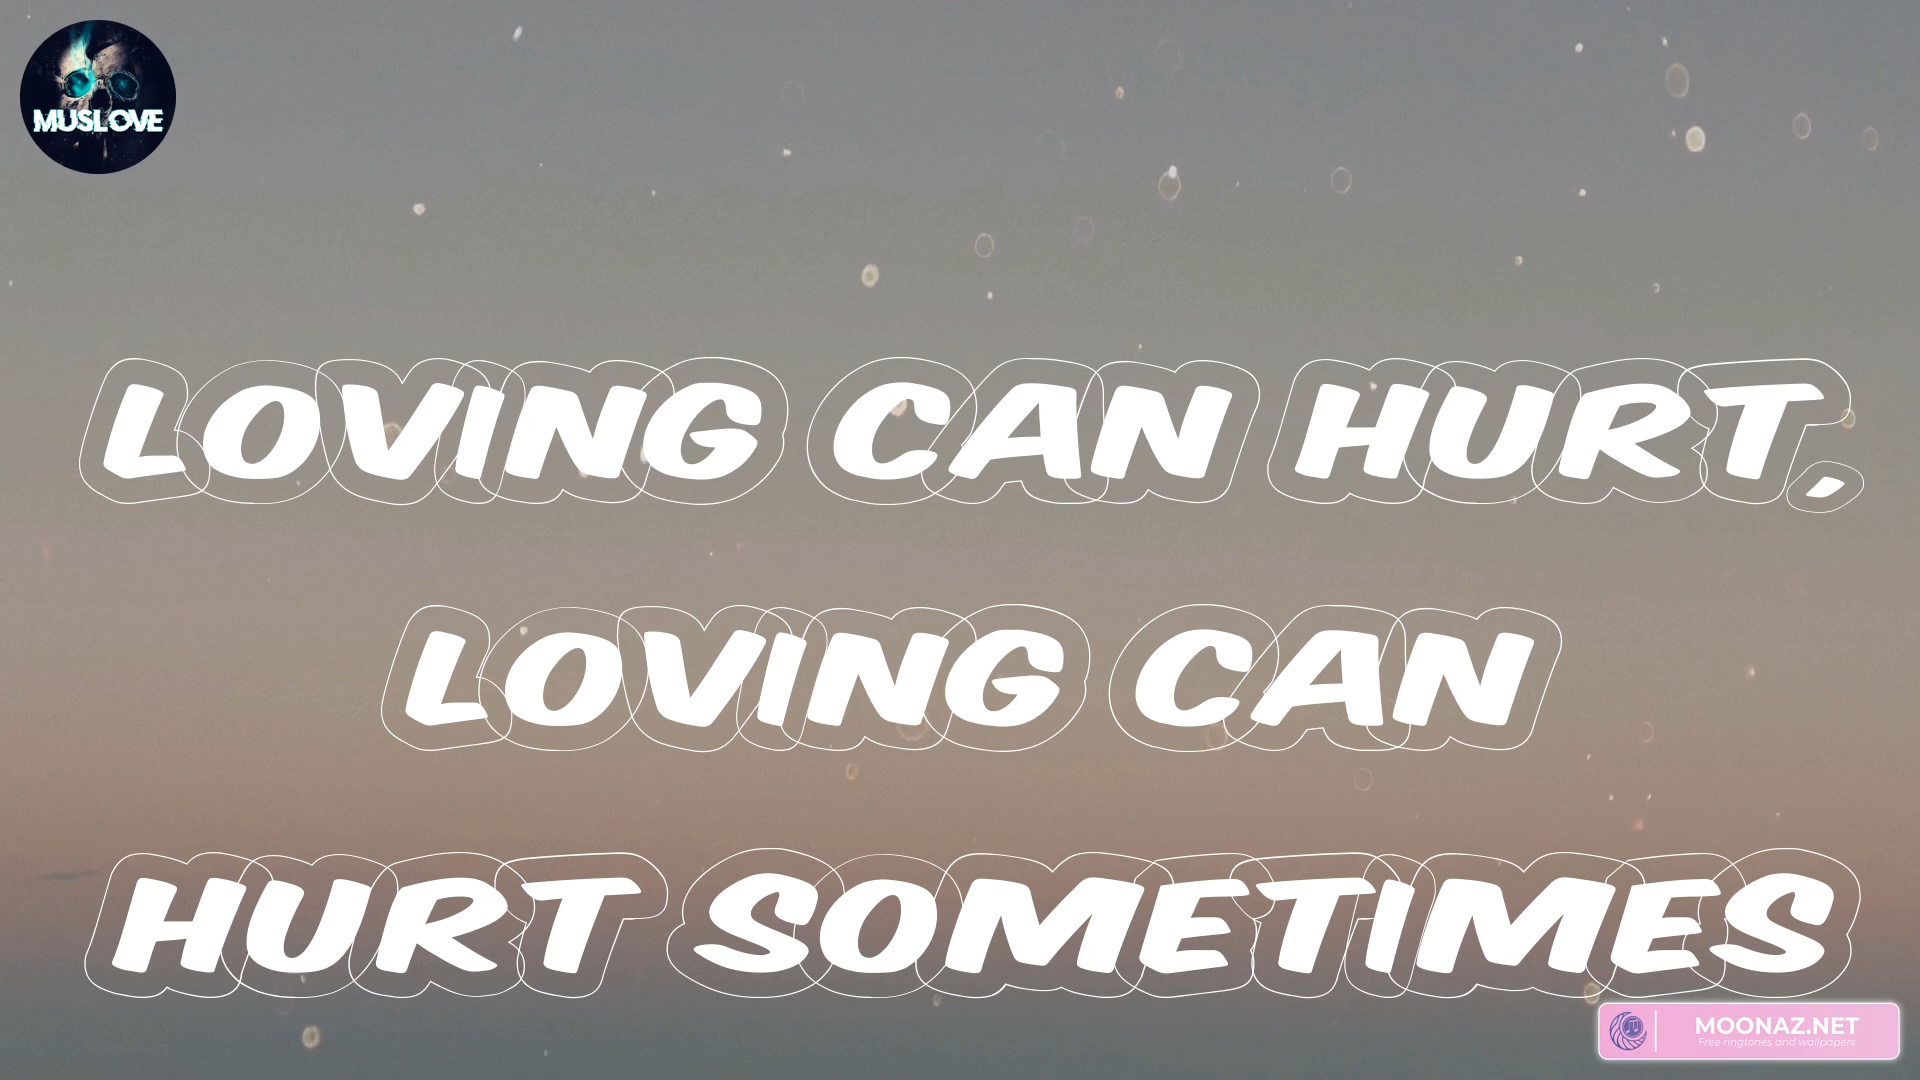 MUSLOVE
LOVING CAN HURT,
LOVING CAN
HURT SOMETIMES
MOONAZ.NET
Free ringtones and wallpapers